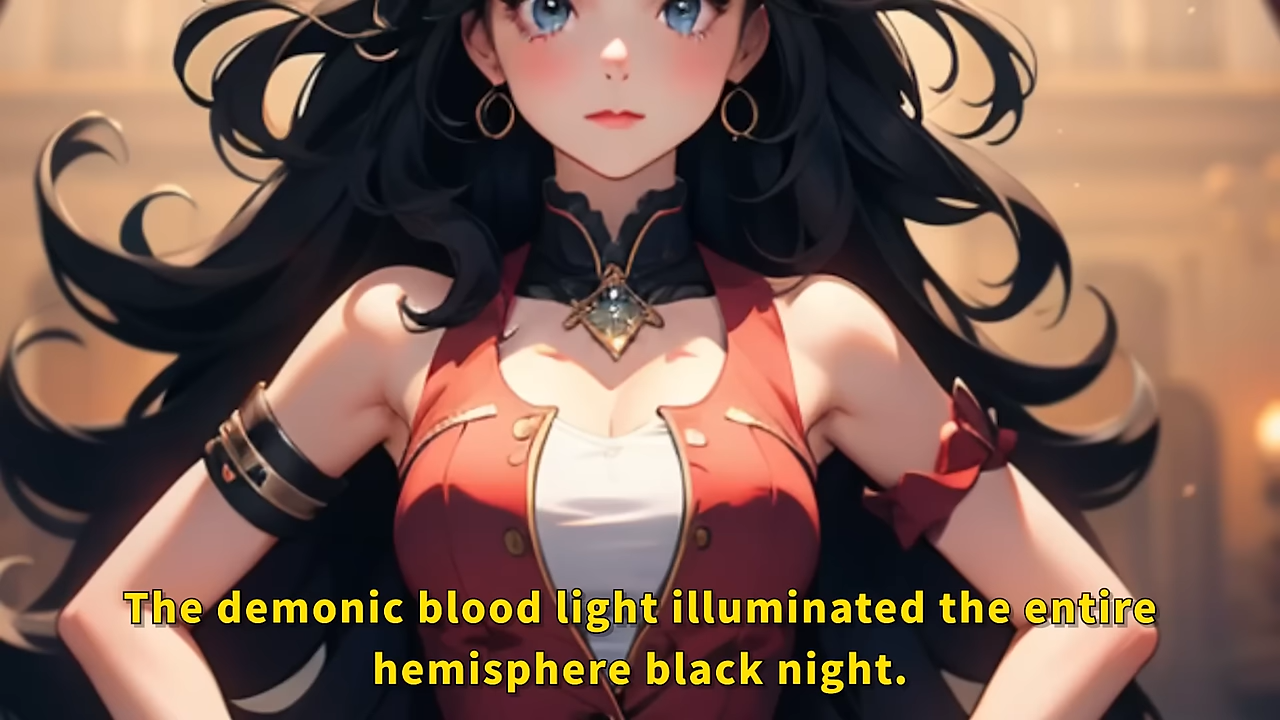 The demonic blood light illuminated the entire
hemisphere black night.